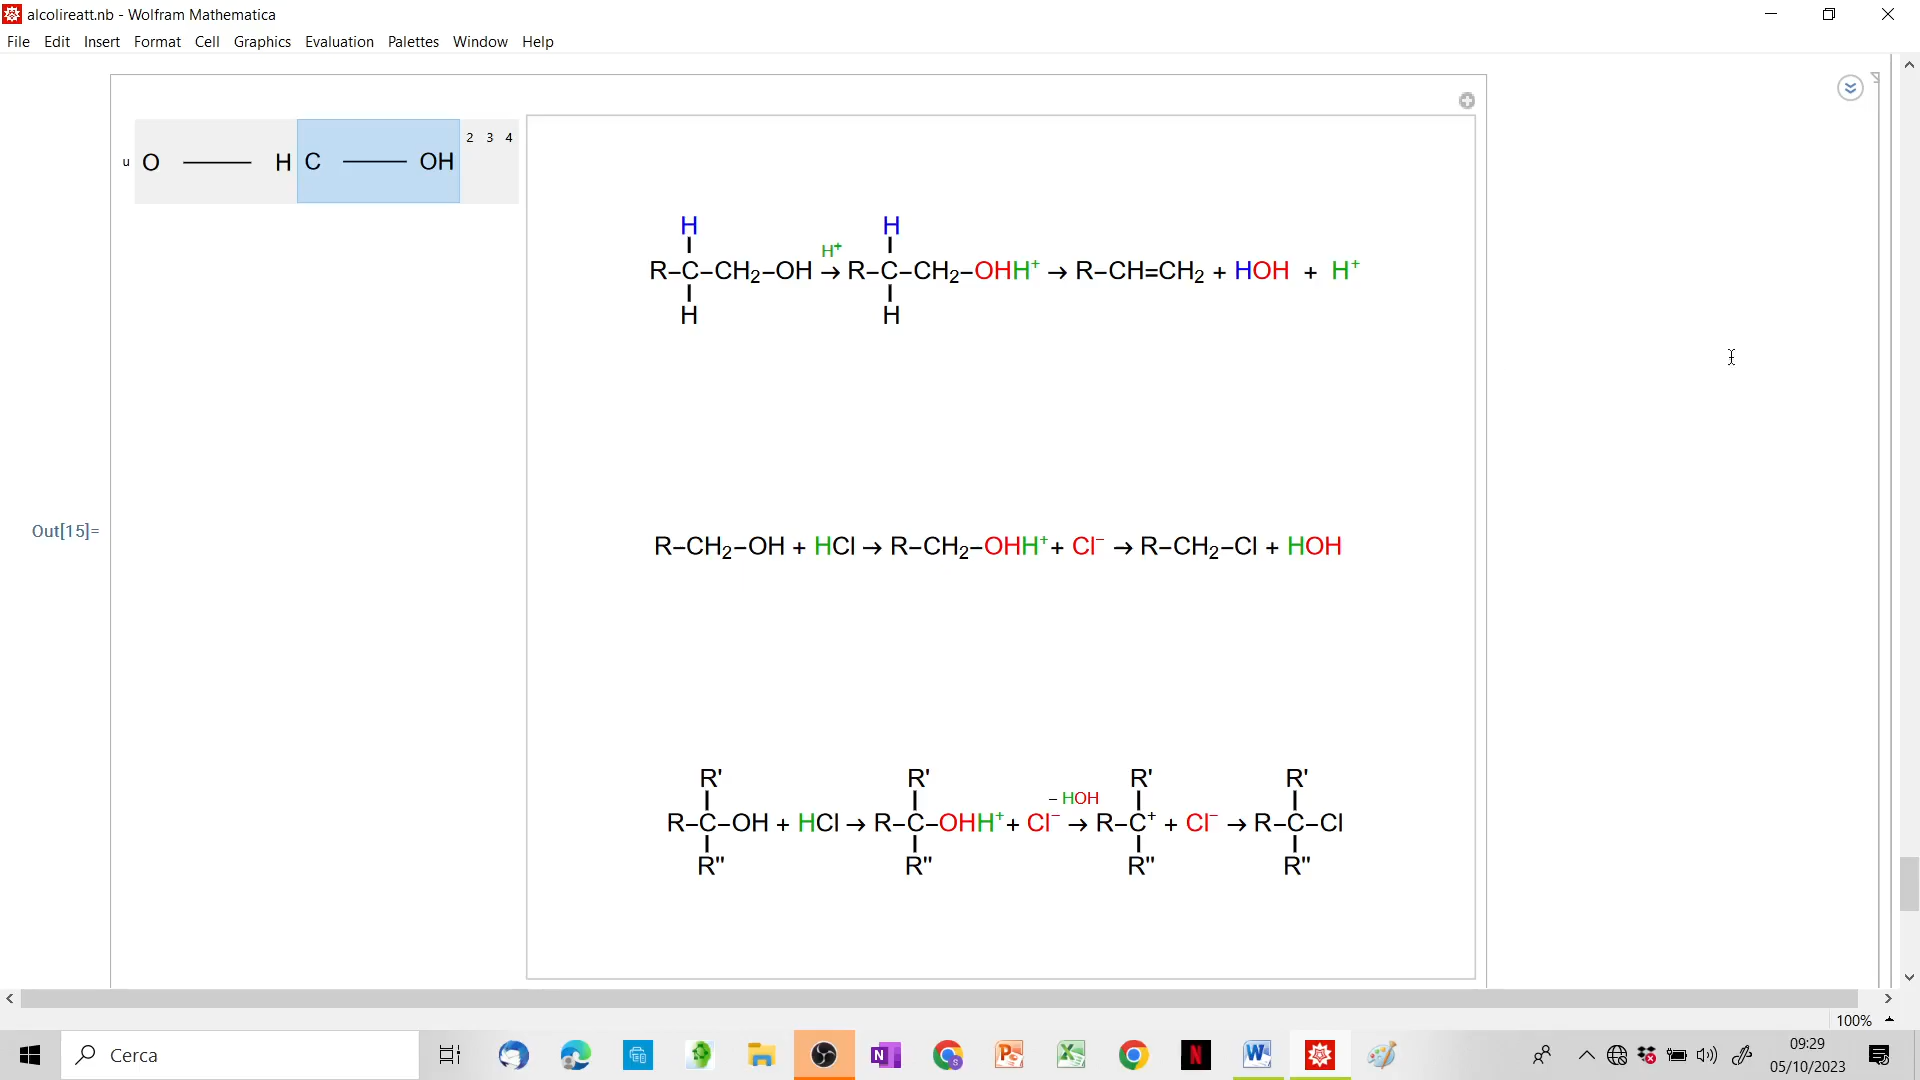 alcolireatt.nb - Wolfram Mathematica
File Edit Insert Format Cell Graphics Evaluation Palettes Window Help
u O H C OH 2 3 4
H H
H⁺
R–C–CH₂–OH → R–C–CH₂–OHH⁺ → R–CH=CH₂ + HOH + H⁺
H H
Out[15]=
R–CH₂–OH + HCl → R–CH₂–OHH⁺ + Cl⁻ → R–CH₂–Cl + HOH
R' R' R' R'
– HOH
R–C–OH + HCl → R–C–OHH⁺ + Cl⁻ → R–C⁺ + Cl⁻ → R–C–Cl
R" R" R" R"
100%
Cerca
09:29
05/10/2023